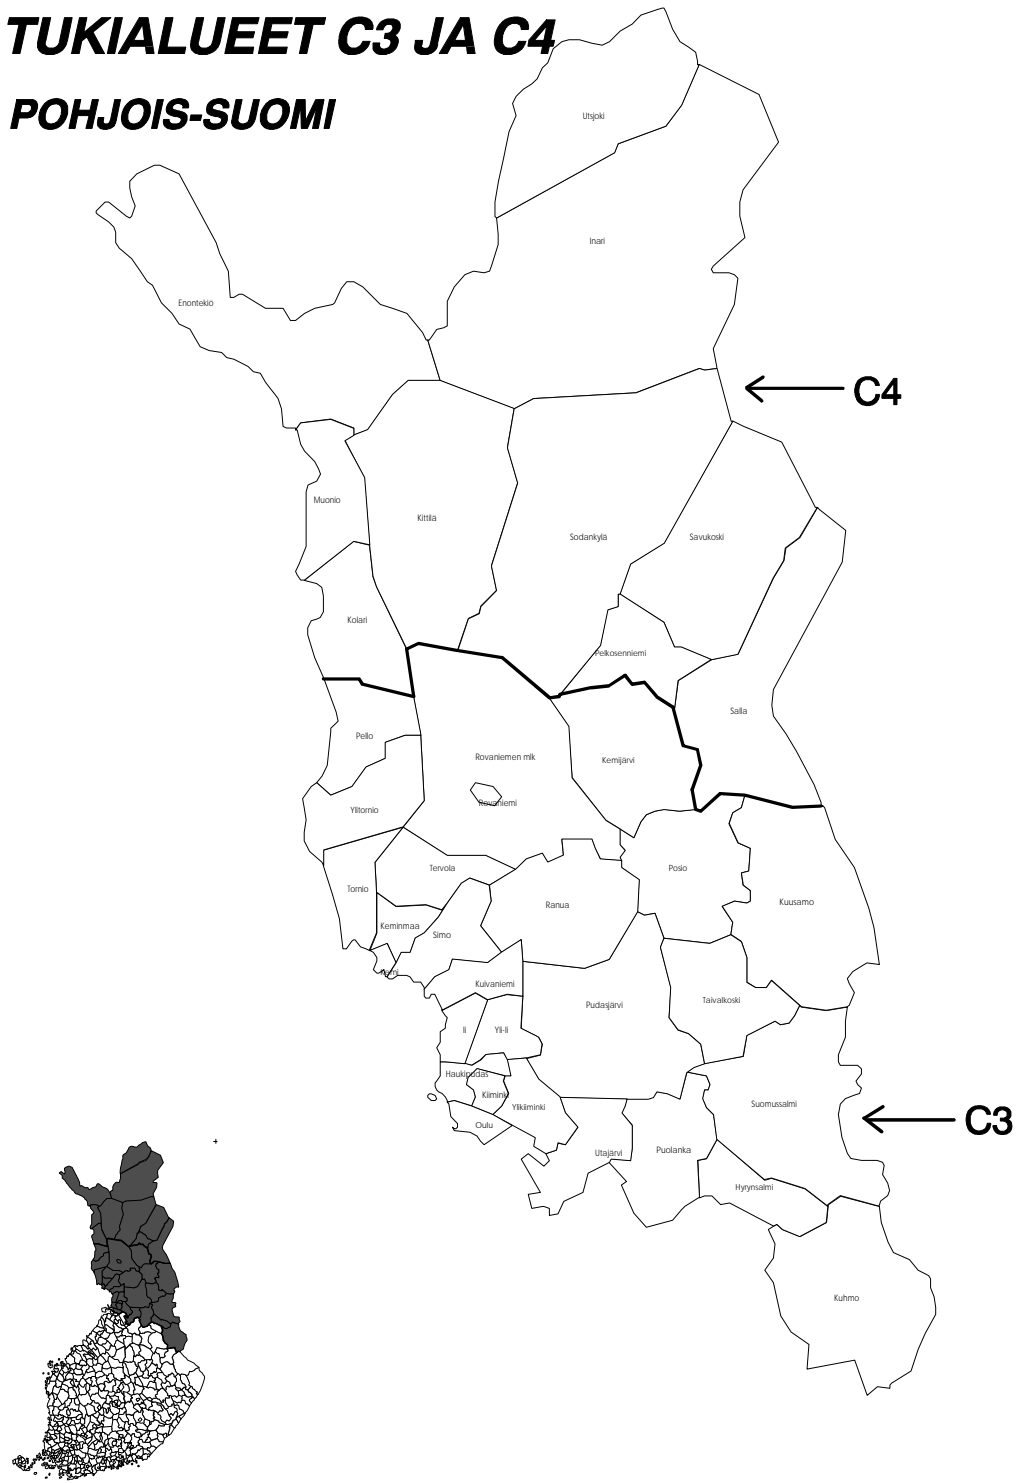 TUKIALUEET C3 JA C4
POHJOIS-SUOMI
Utsjoki
Inari
Enontekiö
C4
Muonio
Kittilä
Sodankylä
Savukoski
Kolari
Pelkosenniemi
Salla
Pello
Rovaniemen mlk
Kemijärvi
Rovaniemi
Ylitornio
Tervola
Posio
Tornio
Ranua
Kuusamo
Keminmaa
Simo
Kemi
Kuivaniemi
Pudasjärvi
Taivalkoski
Ii
Yli-Ii
Haukipudas
Kiiminki
Ylikiiminki
Suomussalmi
C3
Oulu
Utajärvi
Puolanka
Hyrynsalmi
Kuhmo